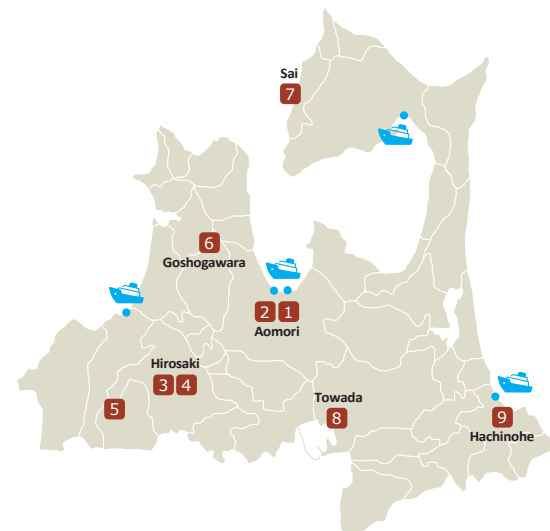 Sai
7
6
Goshogawara
2 1
Aomori
Hirosaki
3 4
5
Towada
8
9
Hachinohe